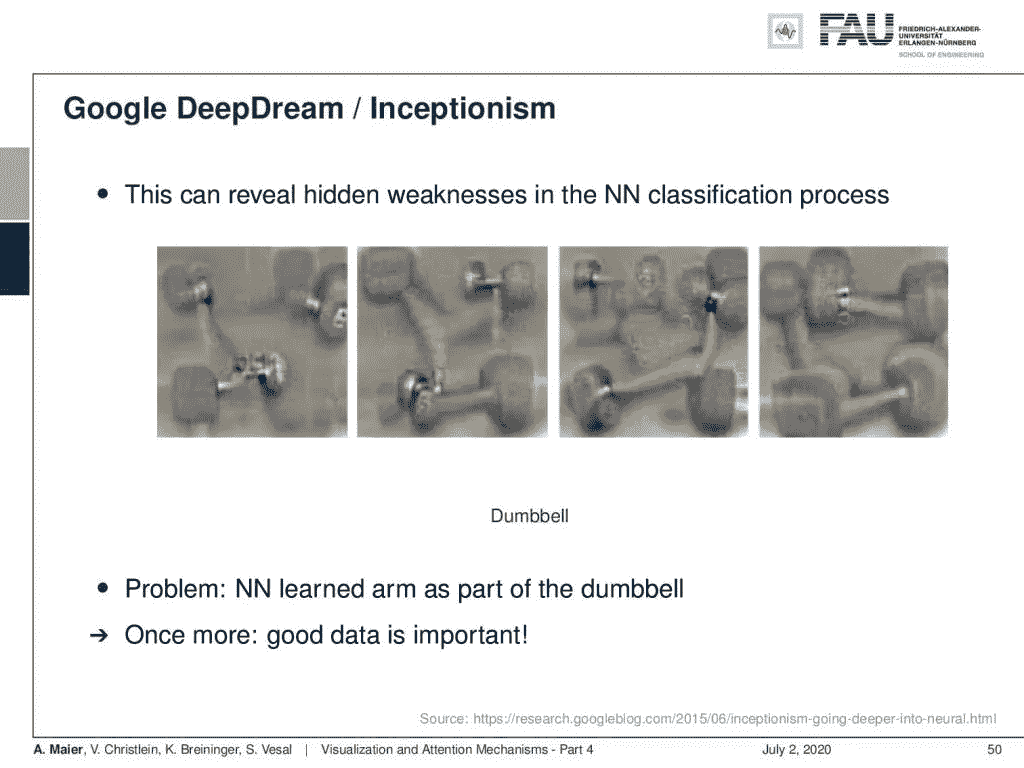 FAU
FRIEDRICH-ALEXANDER-
UNIVERSITÄT
ERLANGEN-NÜRNBERG
SCHOOL OF ENGINEERING
Google DeepDream / Inceptionism
• This can reveal hidden weaknesses in the NN classification process
Dumbbell
• Problem: NN learned arm as part of the dumbbell
➔ Once more: good data is important!
Source: https://research.googleblog.com/2015/06/inceptionism-going-deeper-into-neural.html
A. Maier, V. Christlein, K. Breininger, S. Vesal | Visualization and Attention Mechanisms - Part 4 July 2, 2020 50